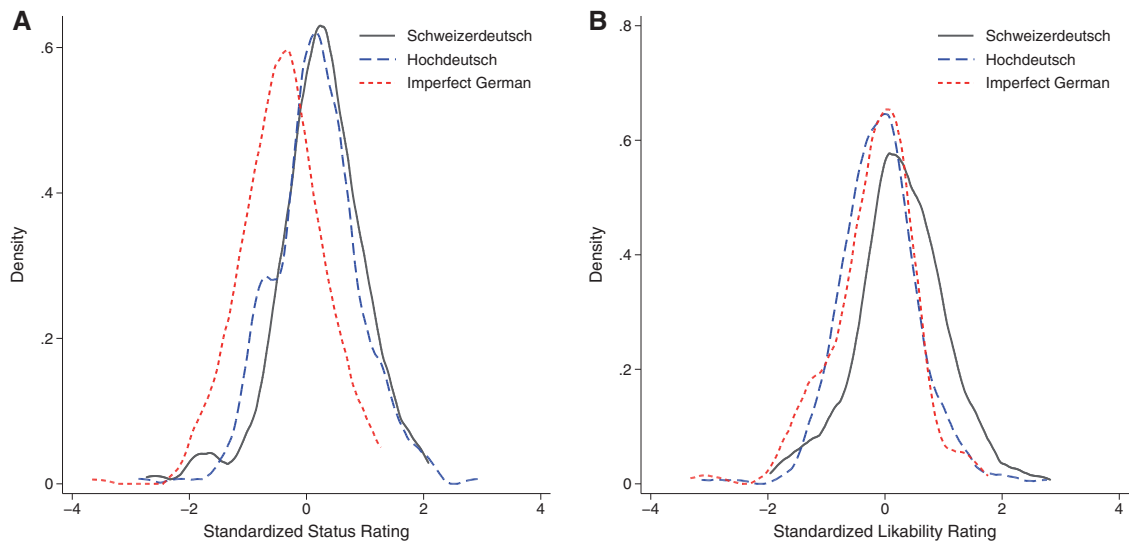 A
Schweizerdeutsch
Hochdeutsch
Imperfect German
.6
.4
.2
0
Density
−4
−2
0
2
4
Standardized Status Rating
B
Schweizerdeutsch
Hochdeutsch
Imperfect German
.8
.6
.4
.2
0
Density
−4
−2
0
2
4
Standardized Likability Rating